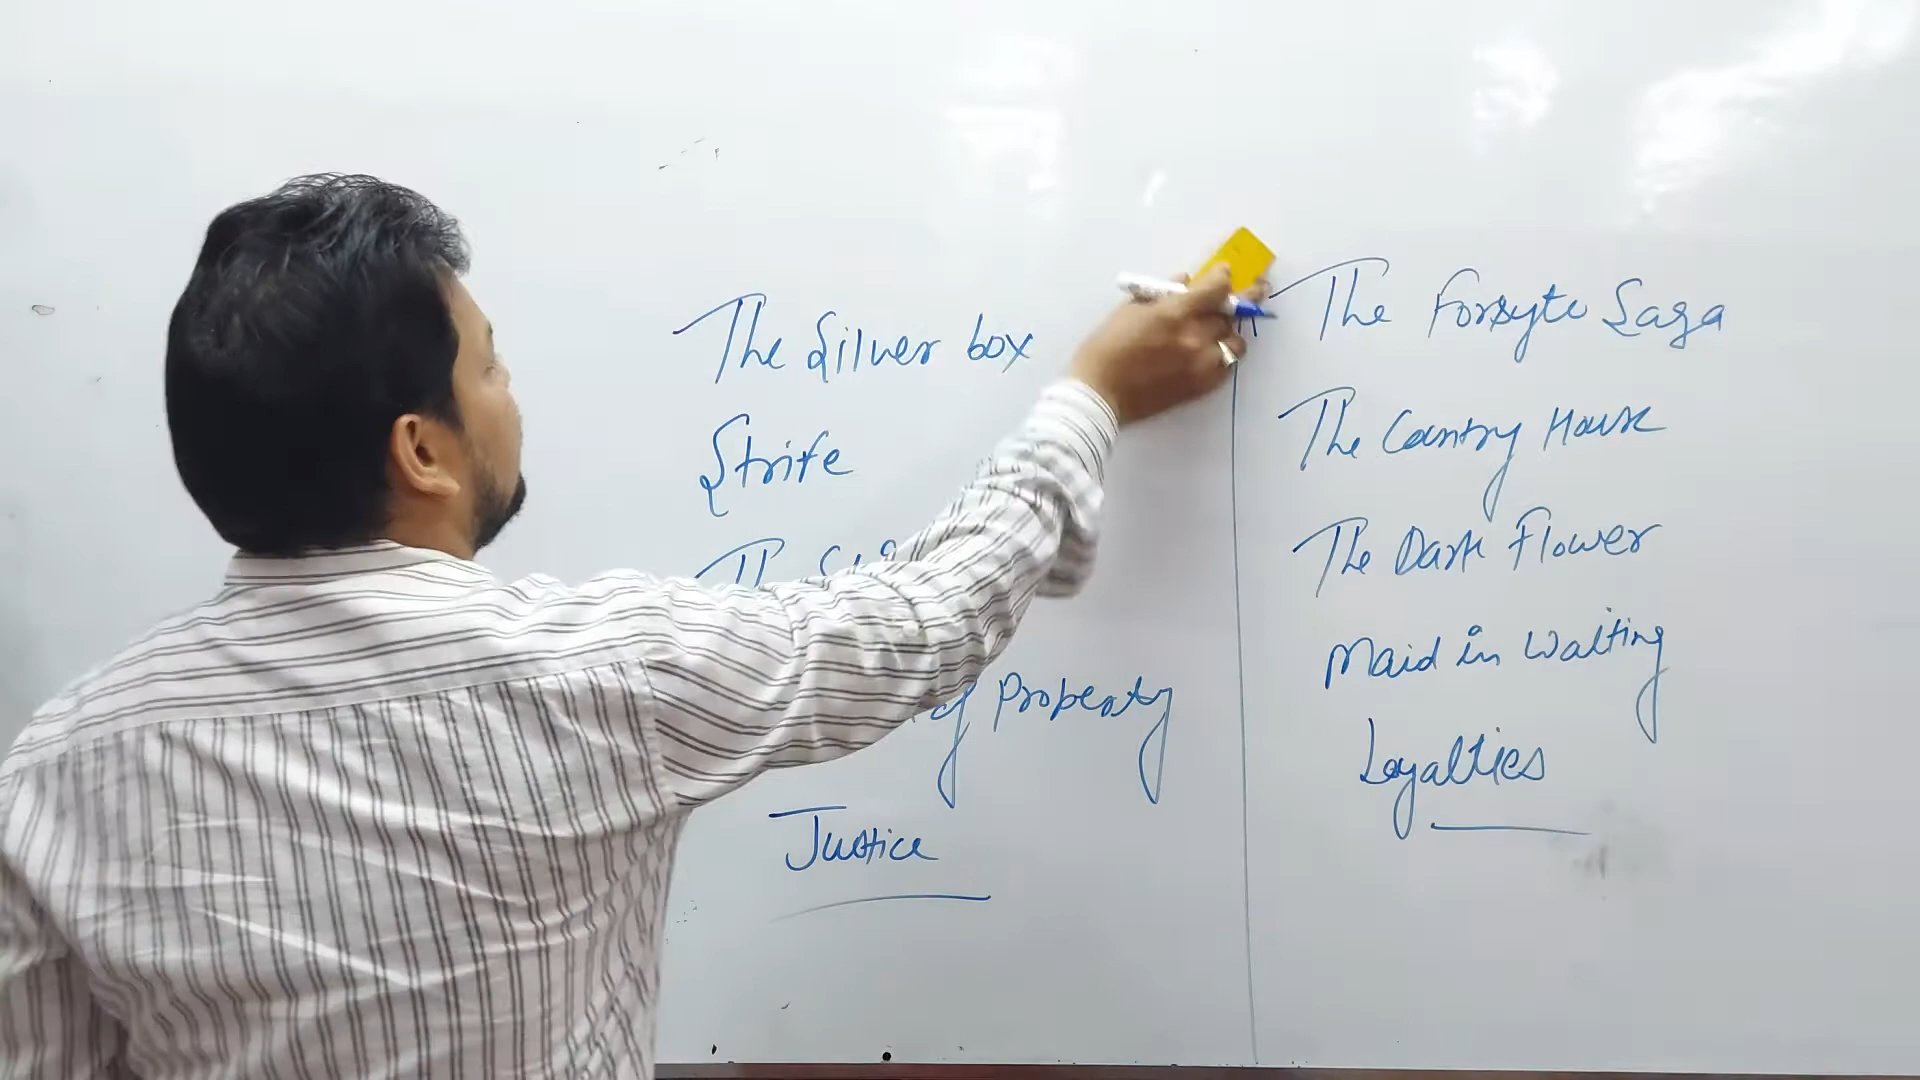 The Silver box
Strife
of Property
Justice
The Forsyte Saga
The Country House
The Dark Flower
Maid in Waiting
Loyalties